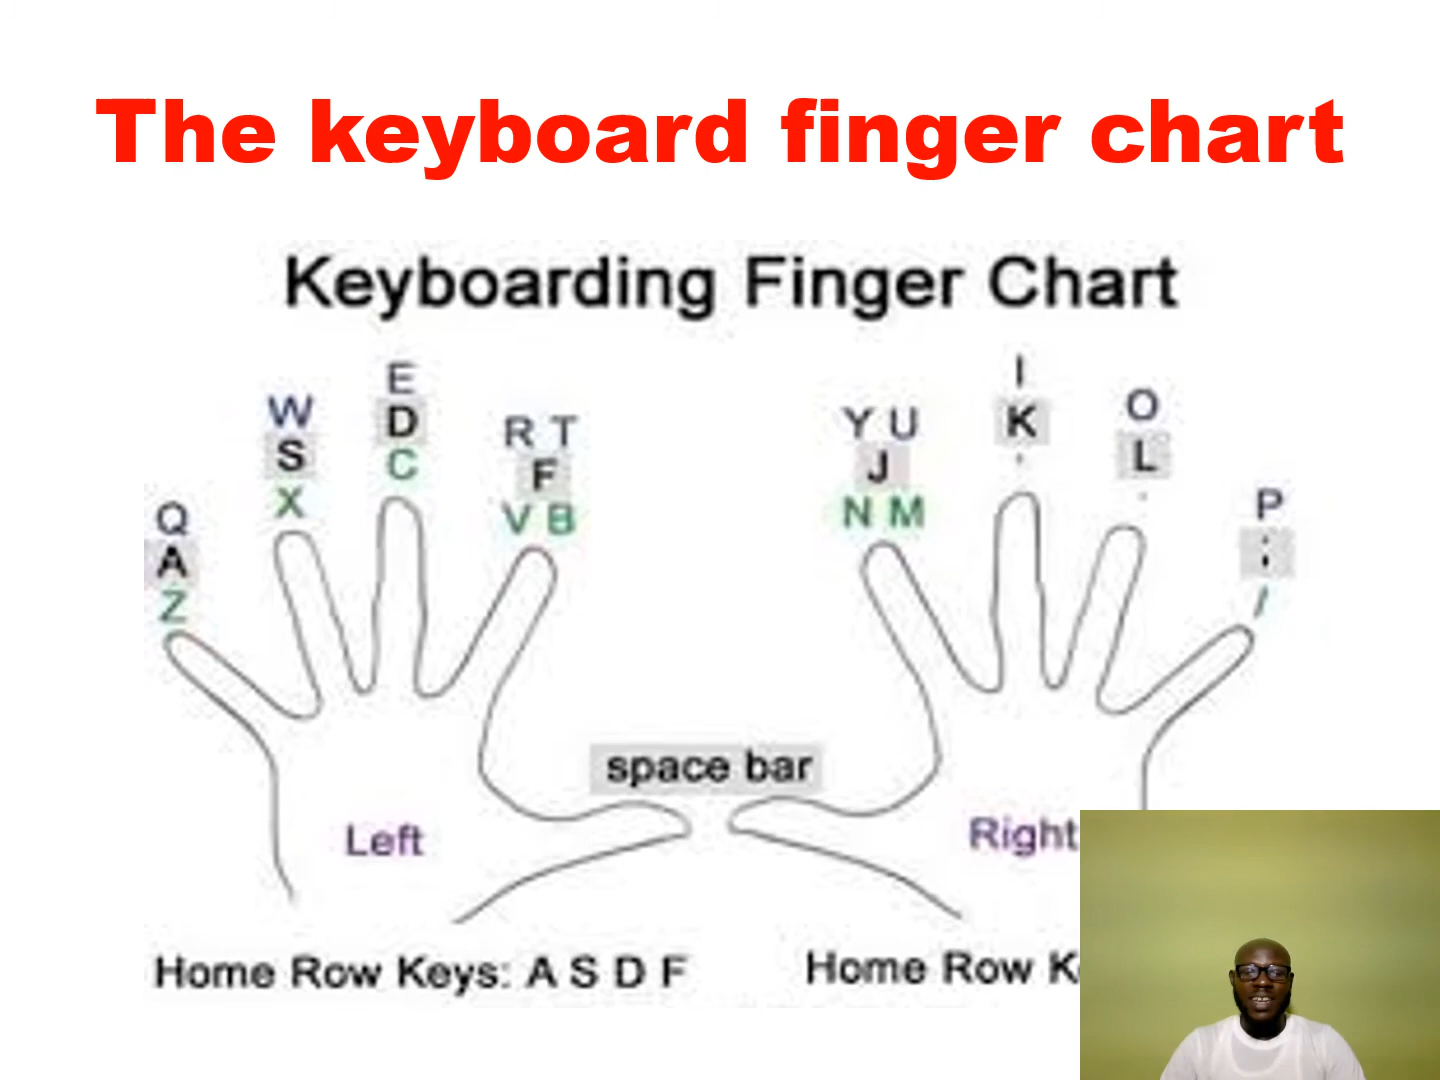 The keyboard finger chart
Keyboarding Finger Chart
Q
A
Z
W
S
X
E
D
C
R T
F
V B
Y U
J
N M
I
K
O
L
P
;
/
space bar
Left
Right
Home Row Keys: A S D F
Home Row